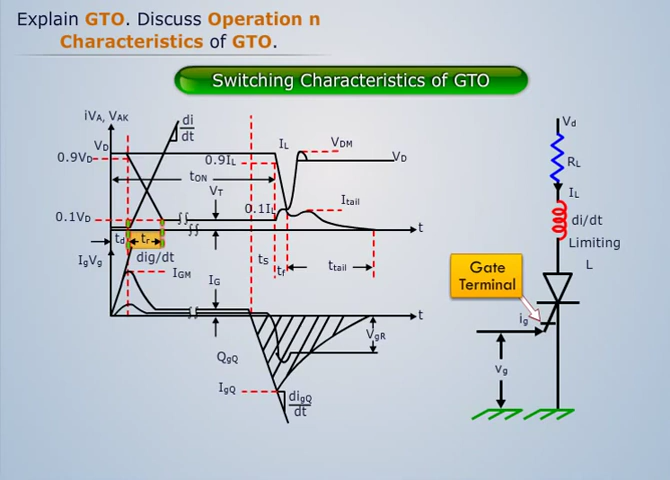 Explain GTO. Discuss Operation n
Characteristics of GTO.
Switching Characteristics of GTO
iVA, VAK
di
dt
VD
0.9VD
0.9IL
IL
VDM
VD
tON
VT
0.1VD
0.1IL
Itail
t
td
tr
ts
tf
ttail
IgVg
dig/dt
IGM
IG
t
QgQ
VgR
IgQ
digQ
dt
Vd
RL
IL
di/dt
Limiting
L
Gate
Terminal
ig
Vg